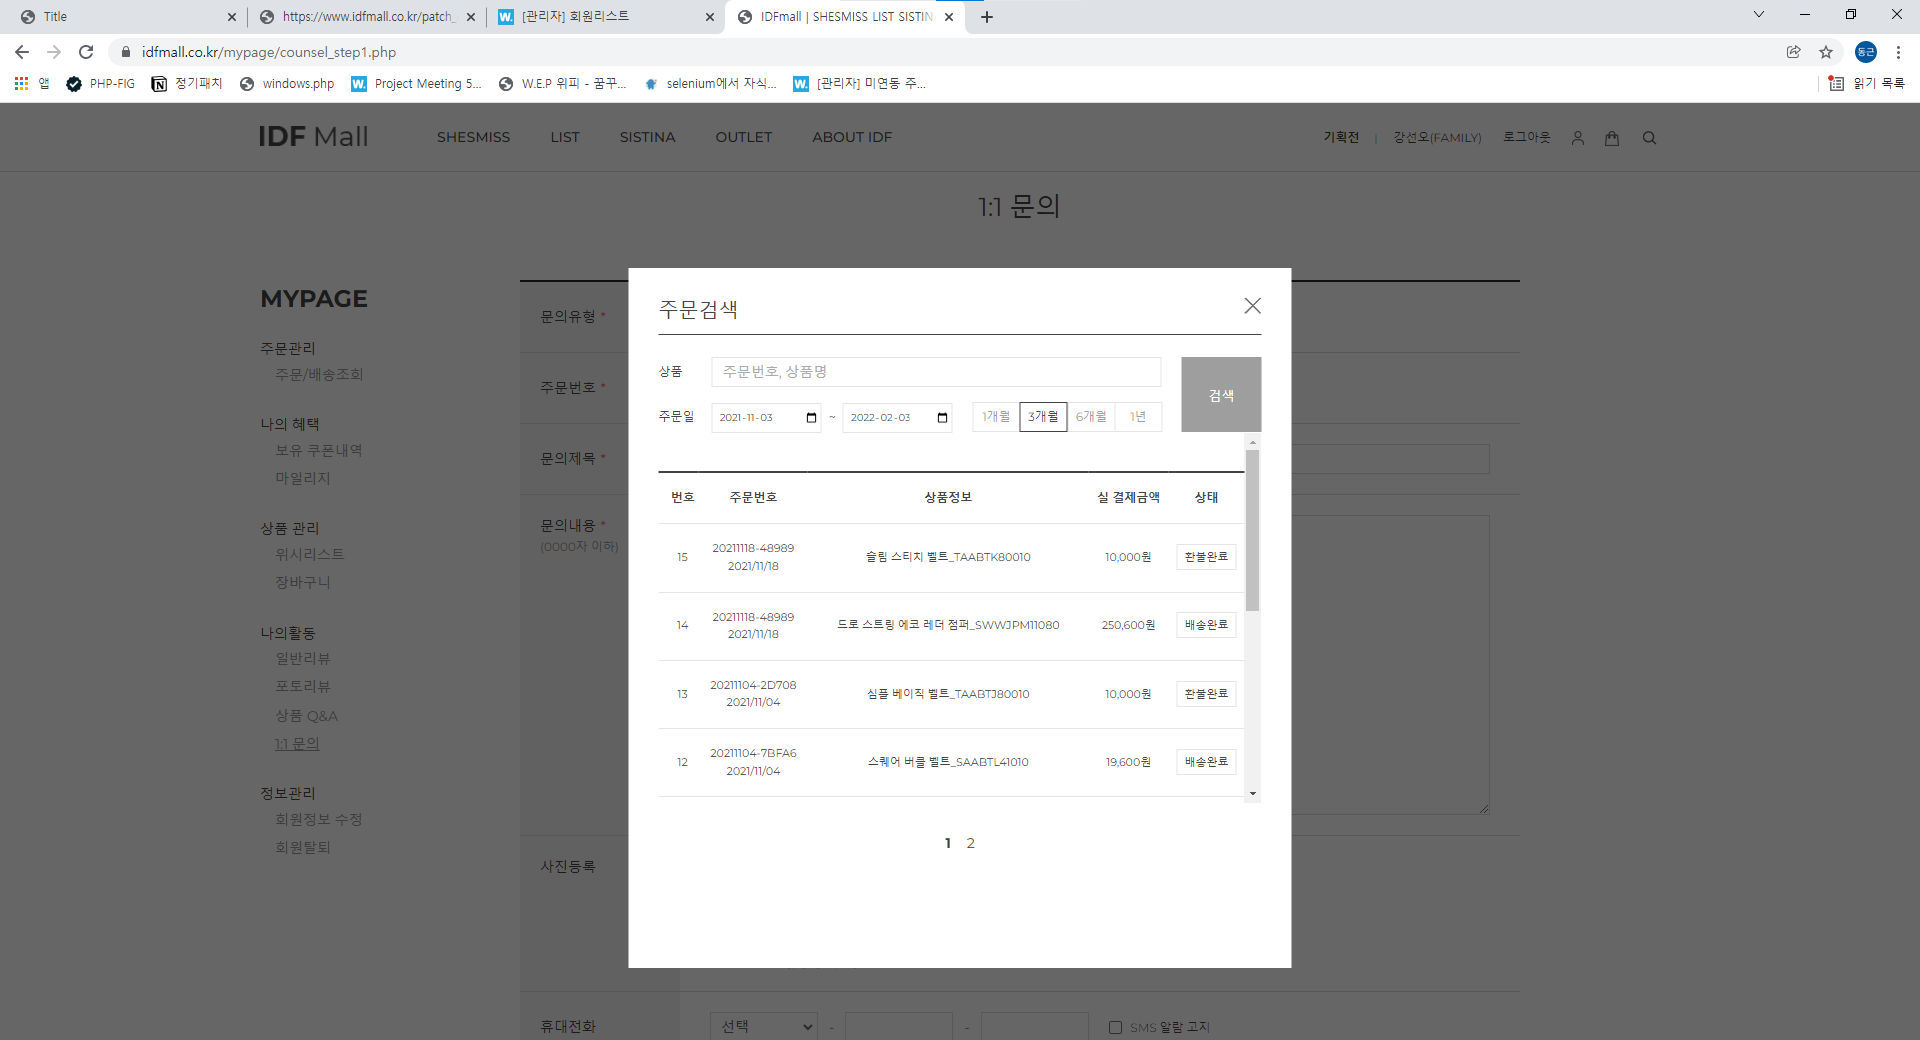 Title
https://www.idfmall.co.kr/patch_
W. [관리자] 회원리스트
IDFmall | SHESMISS LIST SISTIN
idfmall.co.kr/mypage/counsel_step1.php
동근
앱
PHP-FIG
정기패치
windows.php
W. Project Meeting 5...
W.E.P 위피 - 꿈꾸...
selenium에서 자식...
W. [관리자] 미연동 주...
읽기 목록
IDF Mall
SHESMISS
LIST
SISTINA
OUTLET
ABOUT IDF
기획전
|
강선오(FAMILY)
로그아웃
1:1 문의
MYPAGE
주문관리
주문/배송조회
나의 혜택
보유 쿠폰내역
마일리지
상품 관리
위시리스트
장바구니
나의활동
일반리뷰
포토리뷰
상품 Q&A
1:1 문의
정보관리
회원정보 수정
회원탈퇴
문의유형 *
주문번호 *
문의제목 *
문의내용 *
(0000자 이하)
사진등록
휴대전화
선택
-
-
SMS 알람 고지
주문검색
상품
주문번호, 상품명
검색
주문일
2021-11-03
~
2022-02-03
1개월
3개월
6개월
1년
번호 주문번호 상품정보 실 결제금액 상태
15 20211118-48989 슬림 스티치 벨트_TAABTK80010 10,000원 환불완료
2021/11/18
14 20211118-48989 드로 스트링 에코 레더 점퍼_SWWJPM11080 250,600원 배송완료
2021/11/18
13 20211104-2D708 심플 베이직 벨트_TAABTJ80010 10,000원 환불완료
2021/11/04
12 20211104-7BFA6 스퀘어 버클 벨트_SAABTL41010 19,600원 배송완료
2021/11/04
1 2